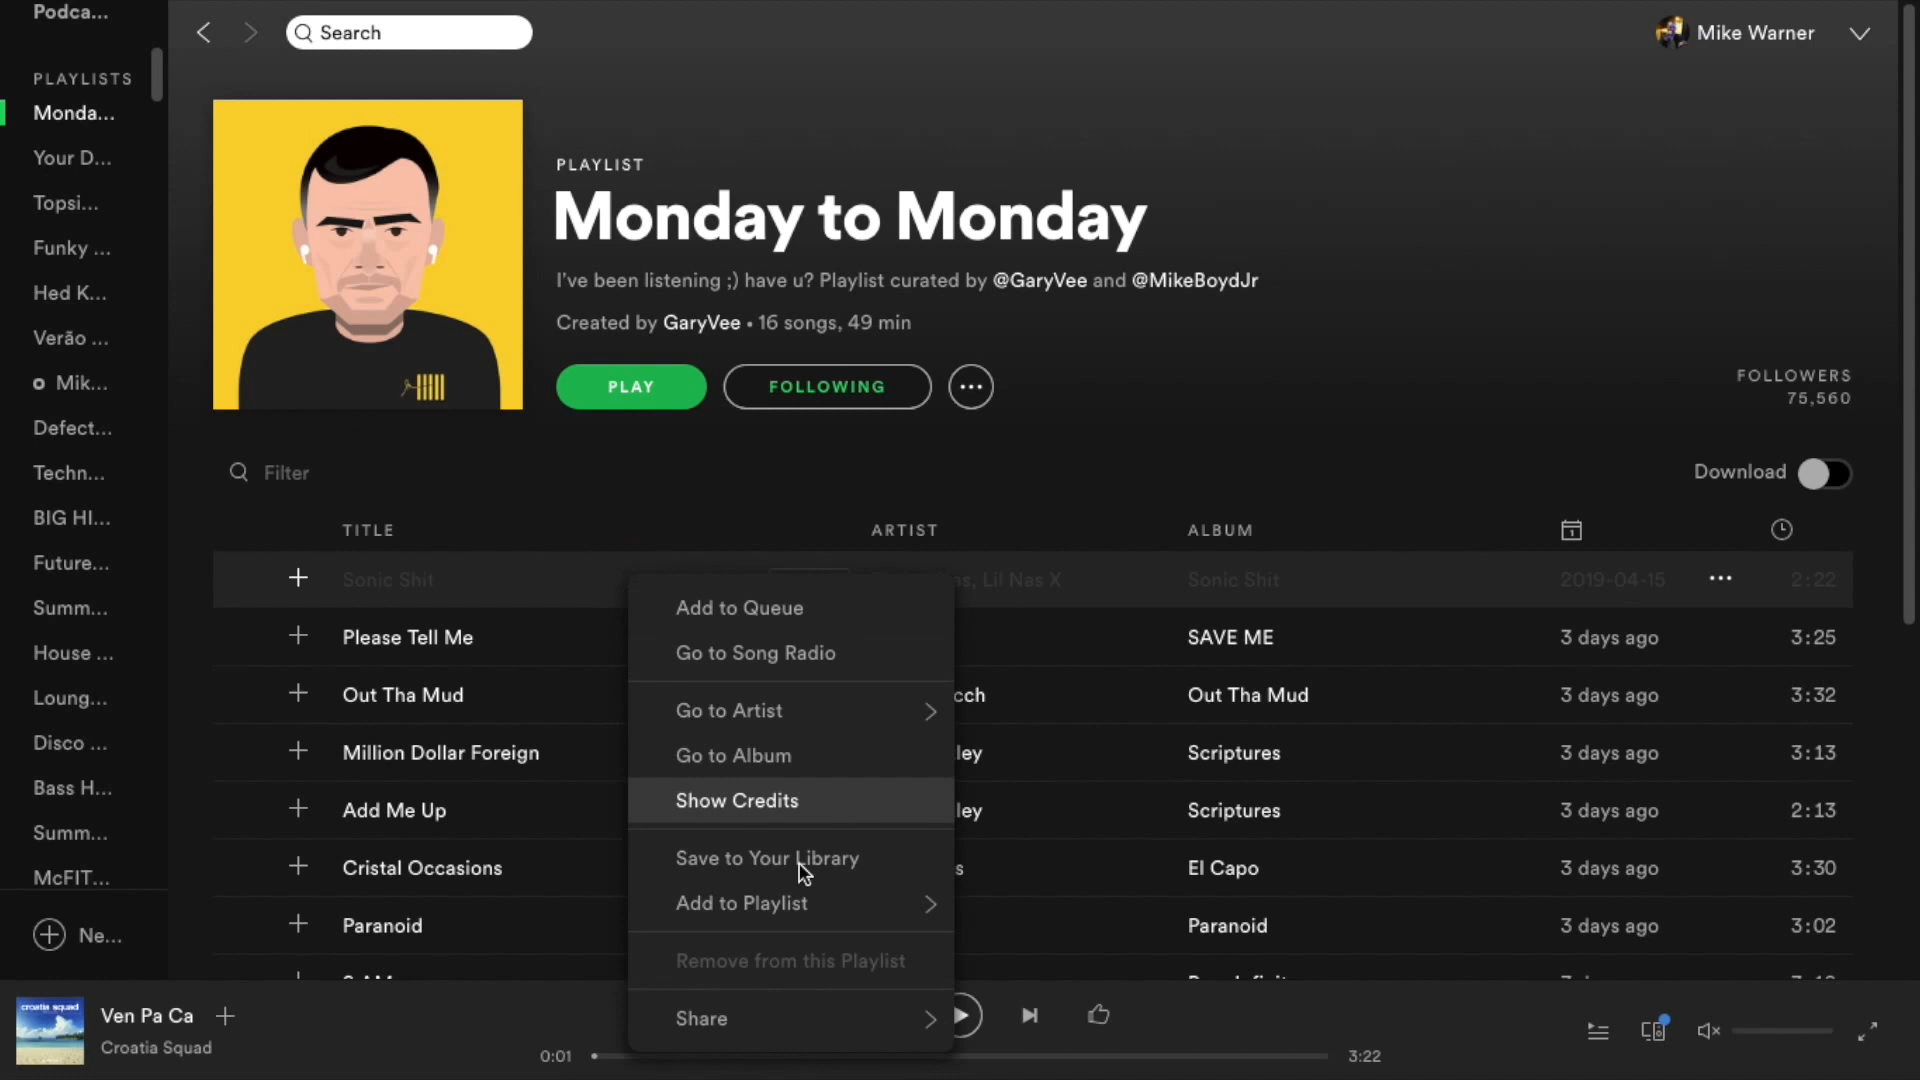 Podca...
PLAYLISTS
Monda...
Your D...
Topsi...
Funky ...
Hed K...
Verão ...
Mik...
Defect...
Techn...
BIG HI...
Future...
Summ...
House ...
Loung...
Disco ...
Bass H...
Summ...
McFIT...
Ne...
Search
Mike Warner
PLAYLIST
Monday to Monday
I've been listening ;) have u? Playlist curated by @GaryVee and @MikeBoydJr
Created by GaryVee • 16 songs, 49 min
PLAY
FOLLOWING
FOLLOWERS
75,560
Filter
Download
TITLE ARTIST ALBUM
Sonic Shit Lil Nas X Sonic Shit 2019-04-15 2:22
Please Tell Me SAVE ME 3 days ago 3:25
Out Tha Mud cch Out Tha Mud 3 days ago 3:32
Million Dollar Foreign ley Scriptures 3 days ago 3:13
Add Me Up ley Scriptures 3 days ago 2:13
Cristal Occasions s El Capo 3 days ago 3:30
Paranoid Paranoid 3 days ago 3:02
Add to Queue
Go to Song Radio
Go to Artist
Go to Album
Show Credits
Save to Your Library
Add to Playlist
Remove from this Playlist
Share
croatia squad
Ven Pa Ca
Croatia Squad
0:01
3:22